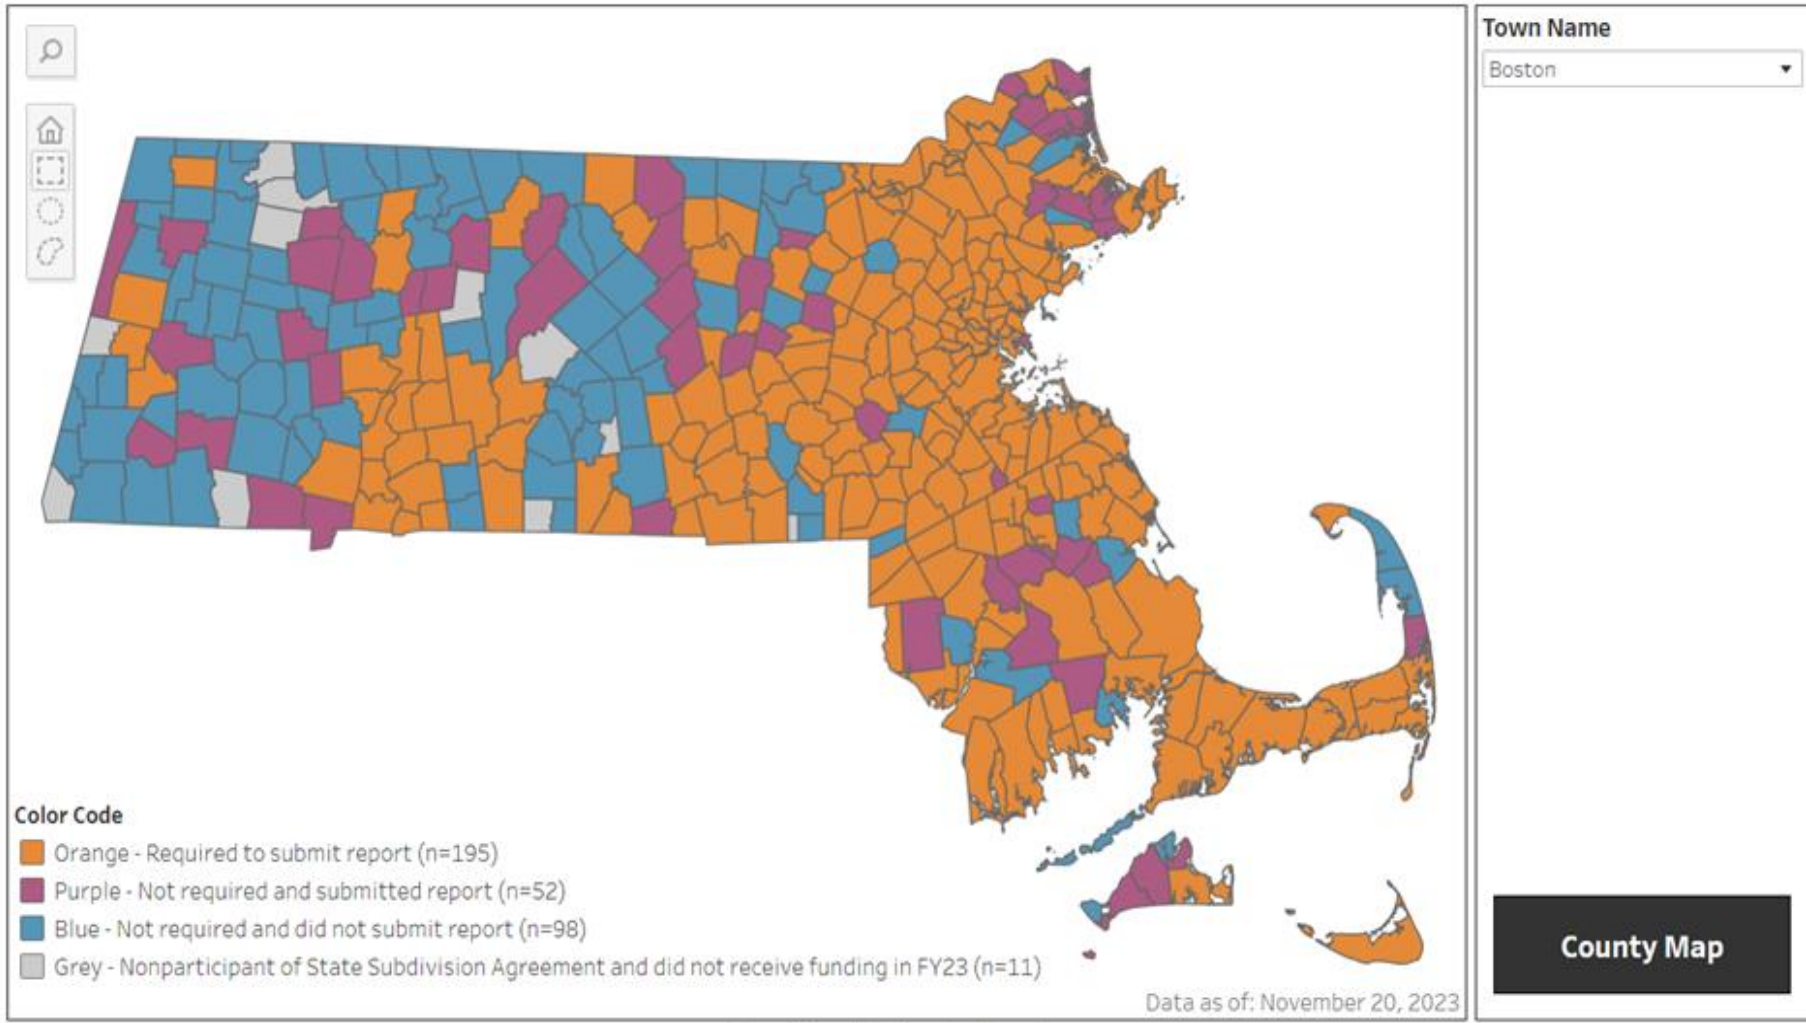 Town Name
Boston
Color Code
Orange - Required to submit report (n=195)
Purple - Not required and submitted report (n=52)
Blue - Not required and did not submit report (n=98)
Grey - Nonparticipant of State Subdivision Agreement and did not receive funding in FY23 (n=11)
County Map
Data as of: November 20, 2023